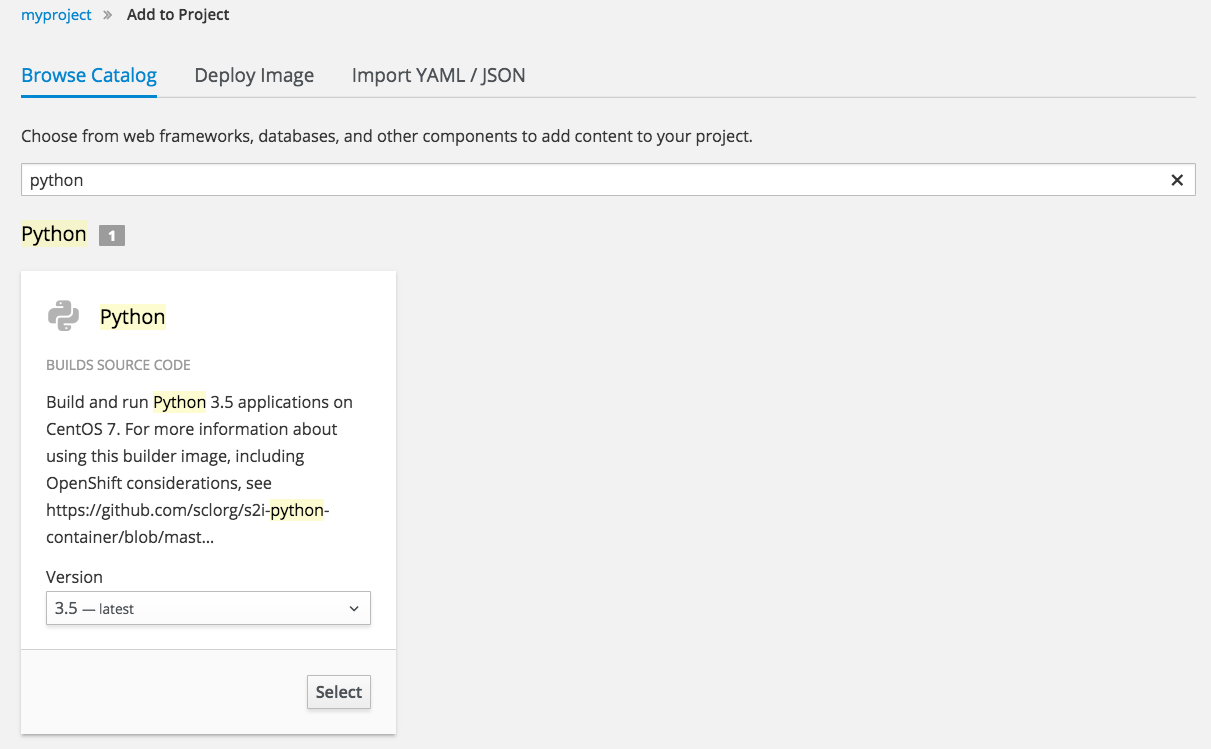 myproject » Add to Project
Browse Catalog Deploy Image Import YAML / JSON
Choose from web frameworks, databases, and other components to add content to your project.
python
Python 1
Python
BUILDS SOURCE CODE
Build and run Python 3.5 applications on
CentOS 7. For more information about
using this builder image, including
OpenShift considerations, see
https://github.com/sclorg/s2i-python-
container/blob/mast...
Version
3.5 — latest
Select